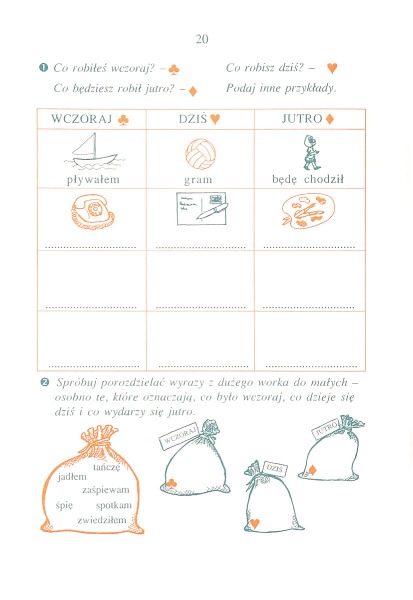 20
❶ Co robiłeś wczoraj? – ♣ Co robisz dziś? – ♥
Co będziesz robił jutro? – ♦ Podaj inne przykłady.
WCZORAJ ♣ DZIŚ ♥ JUTRO ♦
pływałem gram będę chodził
❷ Spróbuj porozdzielać wyrazy z dużego worka do małych –
osobno te, które oznaczają, co było wczoraj, co dzieje się
dziś i co wydarzy się jutro.
WCZORAJ
JUTRO
DZIŚ
tańczę
jadłem
zaśpiewam
śpię spotkam
zwiedziłem